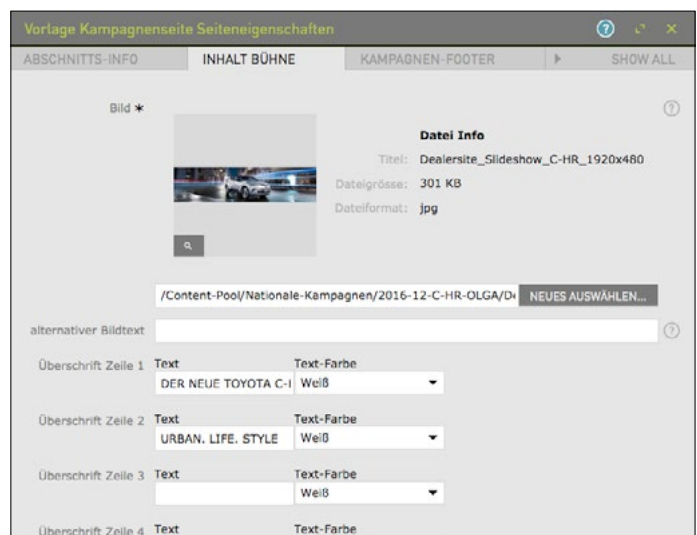 Vorlage Kampagnenseite Seiteneigenschaften ?
ABSCHNITTS-INFO INHALT BÜHNE KAMPAGNEN-FOOTER SHOW ALL
Bild * ?
Datei Info
Titel: Dealersite_Slideshow_C-HR_1920x480
Dateigrösse: 301 KB
Dateiformat: jpg
/Content-Pool/Nationale-Kampagnen/2016-12-C-HR-OLGA/De NEUES AUSWÄHLEN...
alternativer Bildtext ?
Überschrift Zeile 1 Text Text-Farbe
DER NEUE TOYOTA C-I Weiß
Überschrift Zeile 2 Text Text-Farbe
URBAN. LIFE. STYLE Weiß
Überschrift Zeile 3 Text Text-Farbe
Weiß
Überschrift Zeile 4 Text Text-Farbe